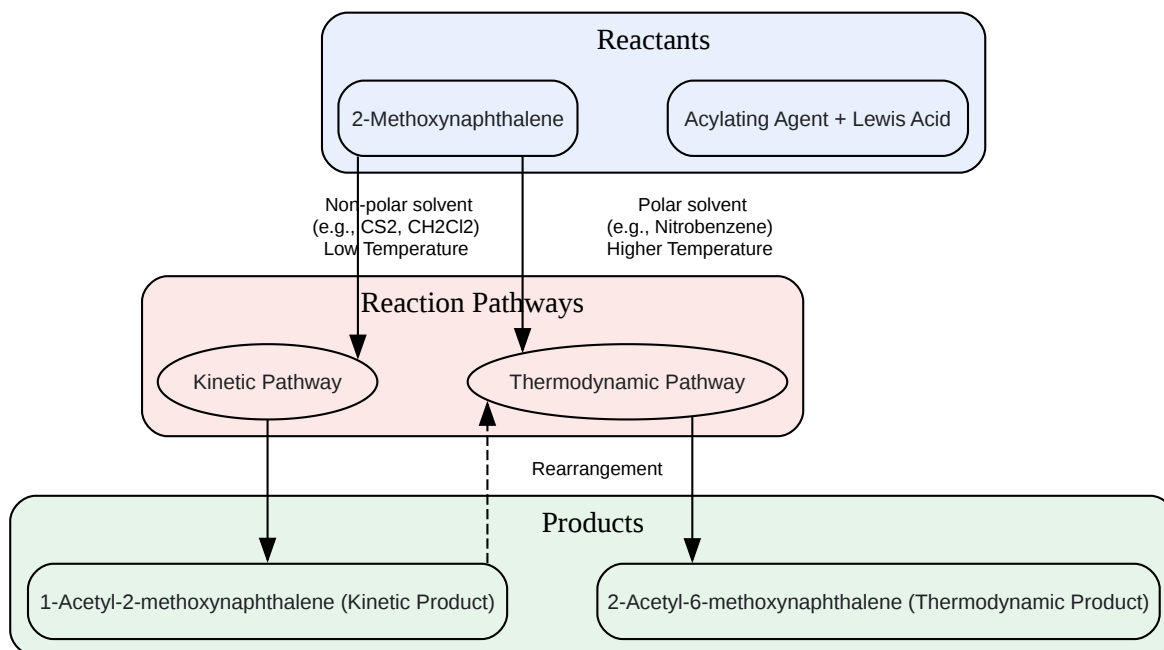 Reactants
2-Methoxynaphthalene
Acylating Agent + Lewis Acid
Non-polar solvent
(e.g., CS2, CH2Cl2)
Low Temperature
Polar solvent
(e.g., Nitrobenzene)
Higher Temperature
Reaction Pathways
Kinetic Pathway
Thermodynamic Pathway
Rearrangement
Products
1-Acetyl-2-methoxynaphthalene (Kinetic Product)
2-Acetyl-6-methoxynaphthalene (Thermodynamic Product)